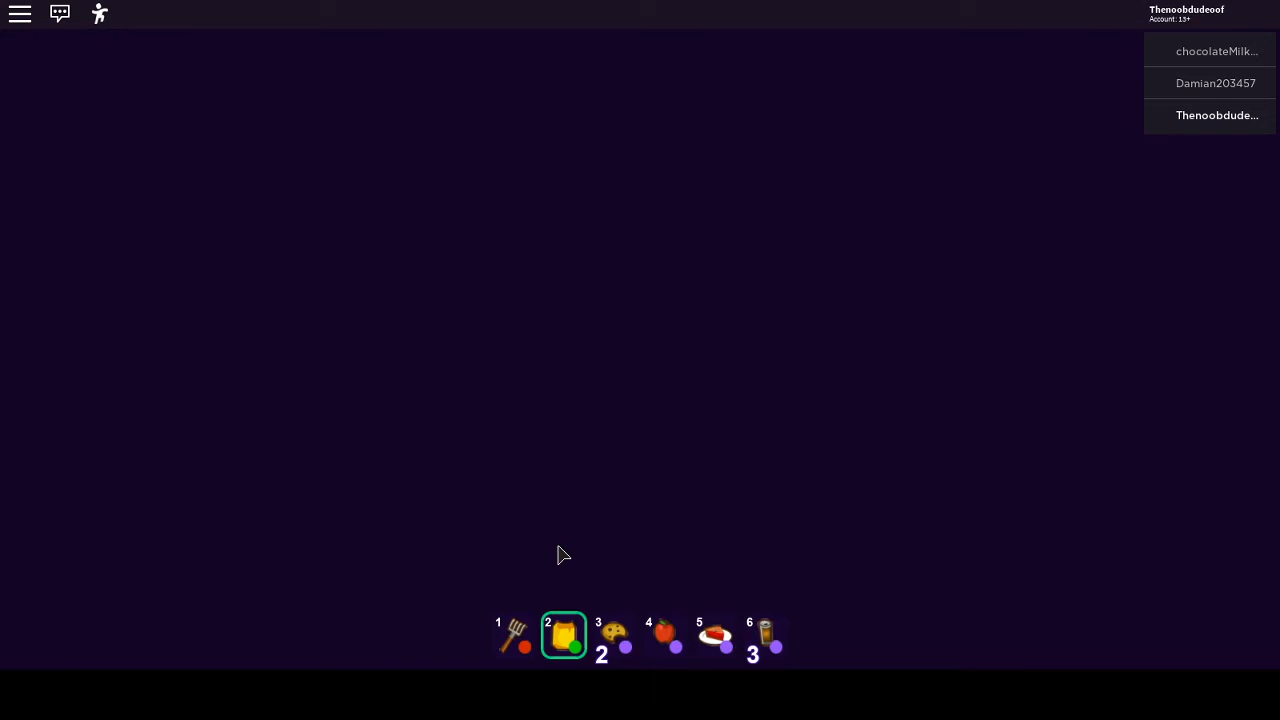 Thenoobdudeoof
Account: 13+
chocolateMilk...
Damian203457
Thenoobdude...
1 2 3 4 5 6
2 3